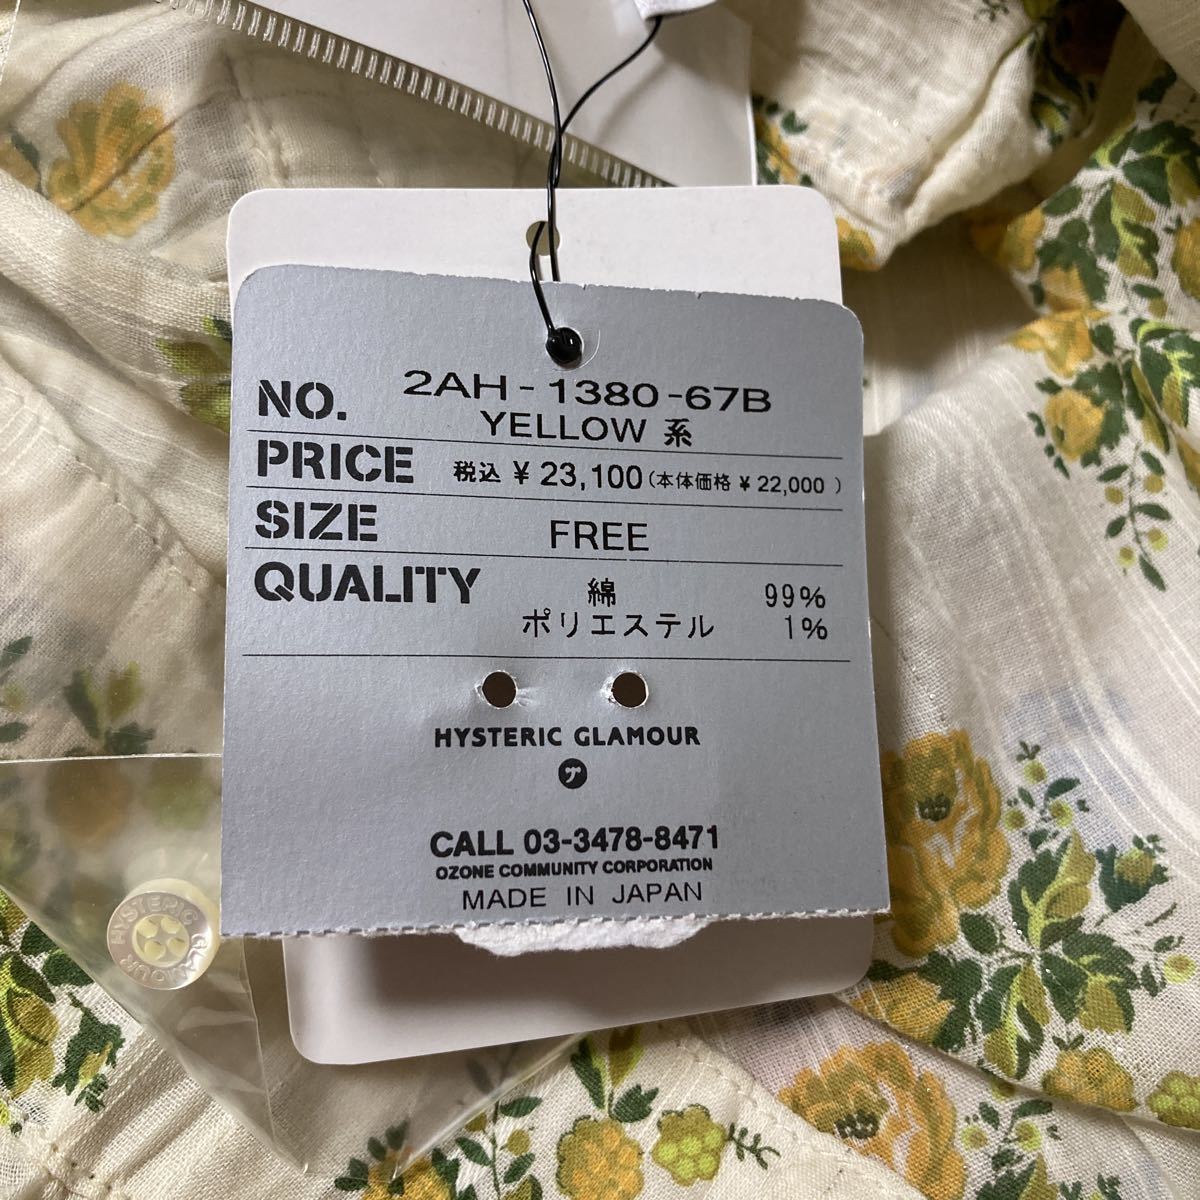 NO. 2AH-1380-67B
YELLOW 系
PRICE 税込 ¥ 23,100 (本体価格 ¥ 22,000 )
SIZE FREE
QUALITY 綿 99%
ポリエステル 1%
HYSTERIC GLAMOUR
CALL 03-3478-8471
OZONE COMMUNITY CORPORATION
MADE IN JAPAN
HYSTERIC GLAMOUR